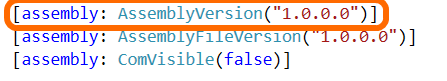 [assembly: AssemblyVersion("1.0.0.0")]
[assembly: AssemblyFileVersion("1.0.0.0")]
[assembly: ComVisible(false)]